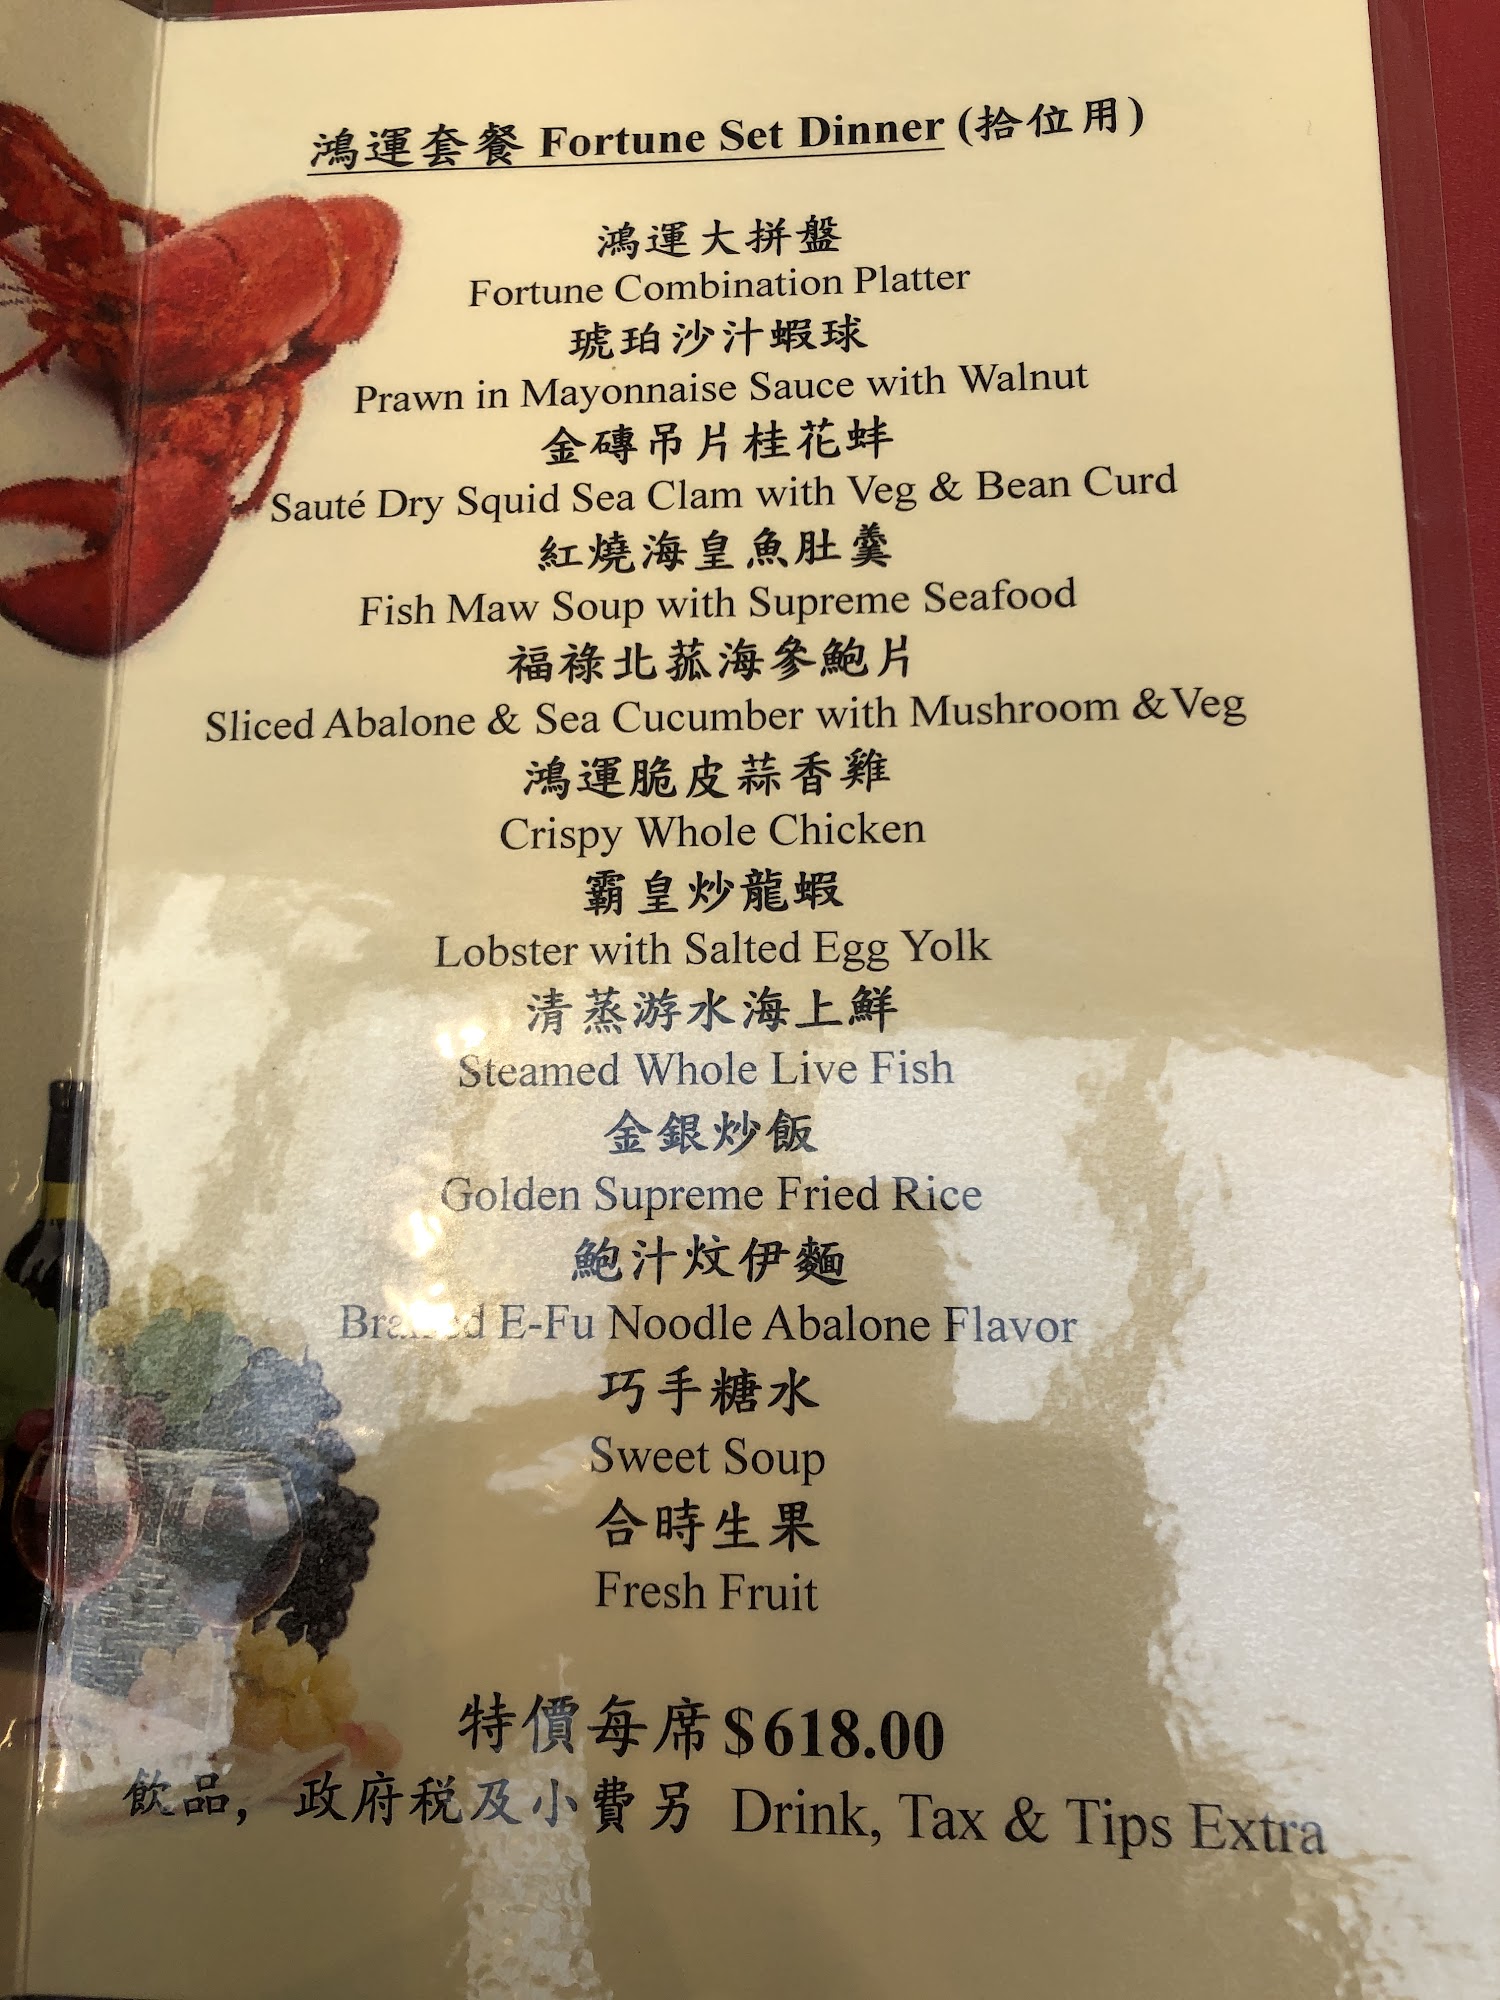 鴻運套餐 Fortune Set Dinner (拾位用)
鴻運大拼盤
Fortune Combination Platter
琥珀沙汁蝦球
Prawn in Mayonnaise Sauce with Walnut
金磚吊片桂花蚌
Sauté Dry Squid Sea Clam with Veg & Bean Curd
紅燒海皇魚肚羹
Fish Maw Soup with Supreme Seafood
福祿北菰海參鮑片
Sliced Abalone & Sea Cucumber with Mushroom &Veg
鴻運脆皮蒜香雞
Crispy Whole Chicken
霸皇炒龍蝦
Lobster with Salted Egg Yolk
清蒸游水海上鮮
Steamed Whole Live Fish
金銀炒飯
Golden Supreme Fried Rice
鮑汁炆伊麵
Braised E-Fu Noodle Abalone Flavor
巧手糖水
Sweet Soup
合時生果
Fresh Fruit
特價每席$618.00
飲品，政府税及小費另 Drink, Tax & Tips Extra